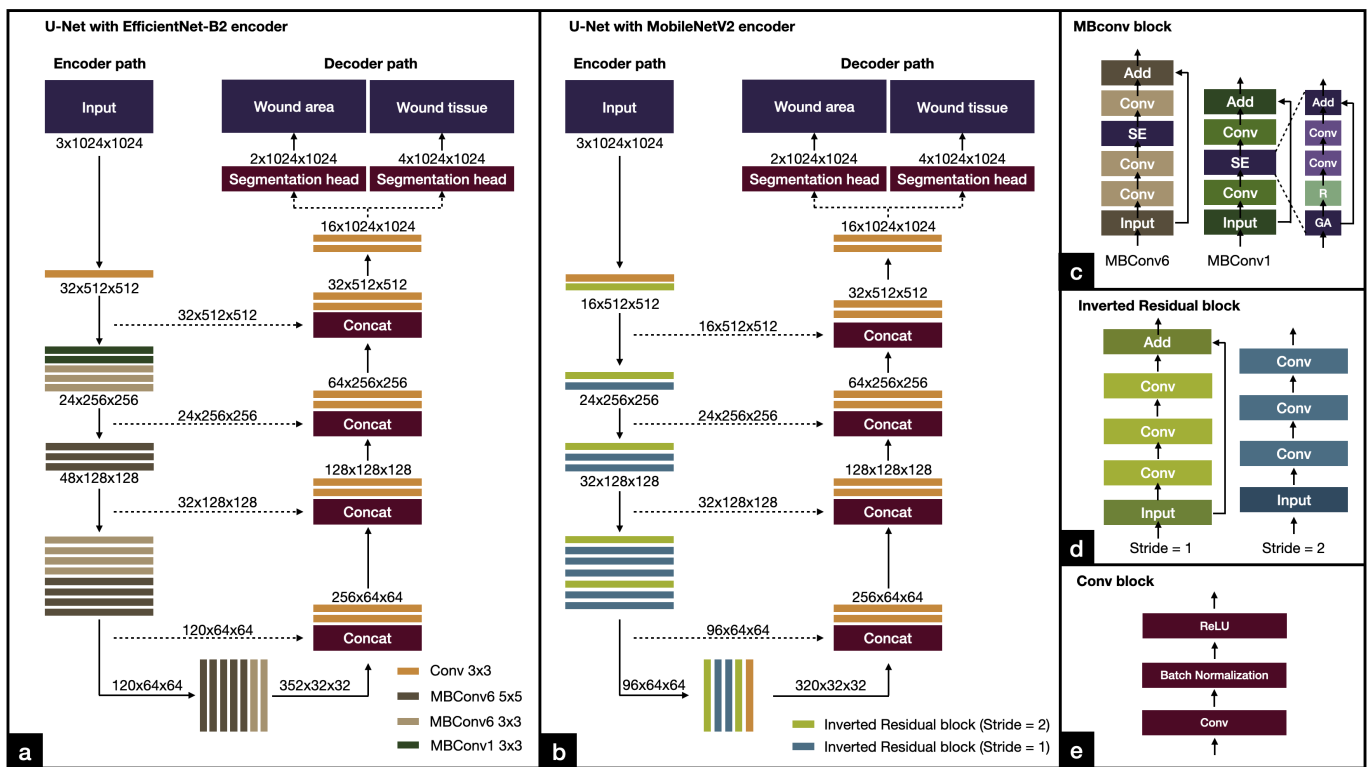 U-Net with EfficientNet-B2 encoder
Encoder path
Decoder path
Input
Wound area
Wound tissue
3x1024x1024
2x1024x1024
4x1024x1024
Segmentation head
Segmentation head
16x1024x1024
32x512x512
32x512x512
32x512x512
Concat
24x256x256
64x256x256
24x256x256
Concat
48x128x128
128x128x128
32x128x128
Concat
256x64x64
120x64x64
Concat
120x64x64
352x32x32
Conv 3x3
MBConv6 5x5
MBConv6 3x3
MBConv1 3x3
a
U-Net with MobileNetV2 encoder
Encoder path
Decoder path
Input
Wound area
Wound tissue
3x1024x1024
2x1024x1024
4x1024x1024
Segmentation head
Segmentation head
16x1024x1024
16x512x512
32x512x512
16x512x512
Concat
24x256x256
64x256x256
24x256x256
Concat
32x128x128
128x128x128
32x128x128
Concat
256x64x64
96x64x64
Concat
96x64x64
320x32x32
Inverted Residual block (Stride = 2)
Inverted Residual block (Stride = 1)
b
MBconv block
Add
Conv
SE
Conv
Conv
Input
MBConv6
Add
Conv
SE
Conv
Input
MBConv1
Add
Conv
Conv
R
GA
c
Inverted Residual block
Add
Conv
Conv
Conv
Input
Stride = 1
Conv
Conv
Conv
Input
Stride = 2
d
Conv block
ReLU
Batch Normalization
Conv
e